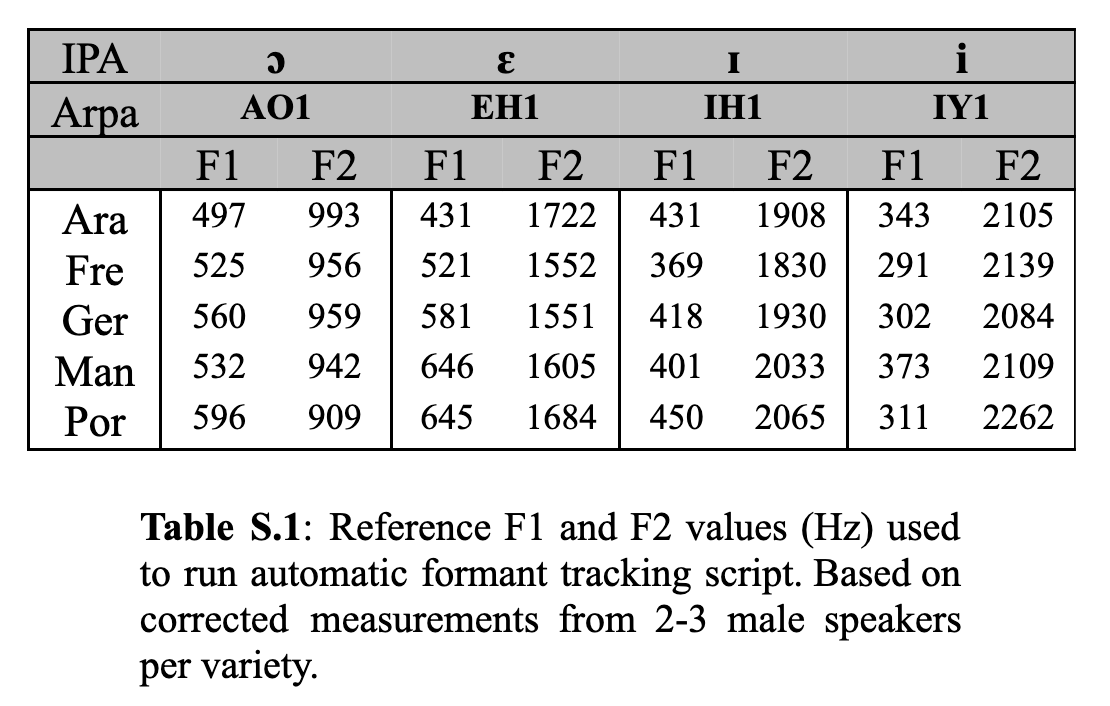 IPA ɔ ɛ ɪ i
Arpa AO1 EH1 IH1 IY1
F1 F2 F1 F2 F1 F2 F1 F2
Ara 497 993 431 1722 431 1908 343 2105
Fre 525 956 521 1552 369 1830 291 2139
Ger 560 959 581 1551 418 1930 302 2084
Man 532 942 646 1605 401 2033 373 2109
Por 596 909 645 1684 450 2065 311 2262
Table S.1: Reference F1 and F2 values (Hz) used
to run automatic formant tracking script. Based on
corrected measurements from 2-3 male speakers
per variety.